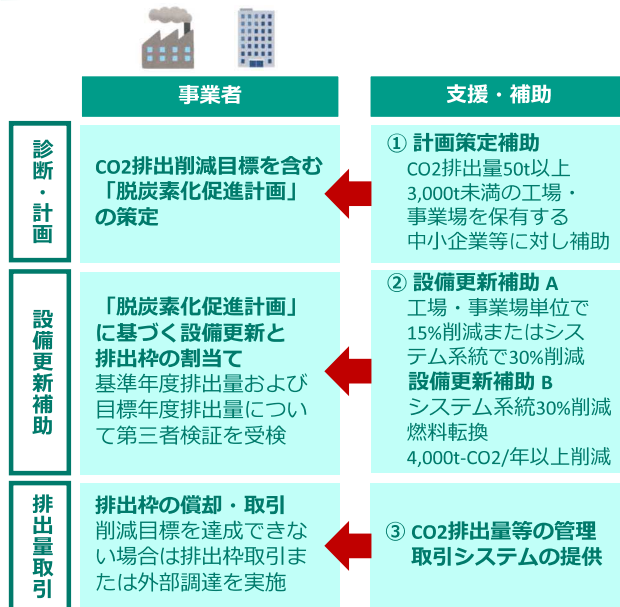 事業者
支援・補助
診断・計画
CO2排出削減目標を含む
「脱炭素化促進計画」
の策定
① 計画策定補助
CO2排出量50t以上
3,000t未満の工場・
事業場を保有する
中小企業等に対し補助
設備更新補助
「脱炭素化促進計画」
に基づく設備更新と
排出枠の割当て
基準年度排出量および
目標年度排出量につい
て第三者検証を受検
② 設備更新補助 A
工場・事業場単位で
15%削減またはシス
テム系統で30%削減
設備更新補助 B
システム系統30%削減
燃料転換
4,000t-CO2/年以上削減
排出量取引
排出枠の償却・取引
削減目標を達成できな
い場合は排出枠取引ま
たは外部調達を実施
③ CO2排出量等の管理
取引システムの提供